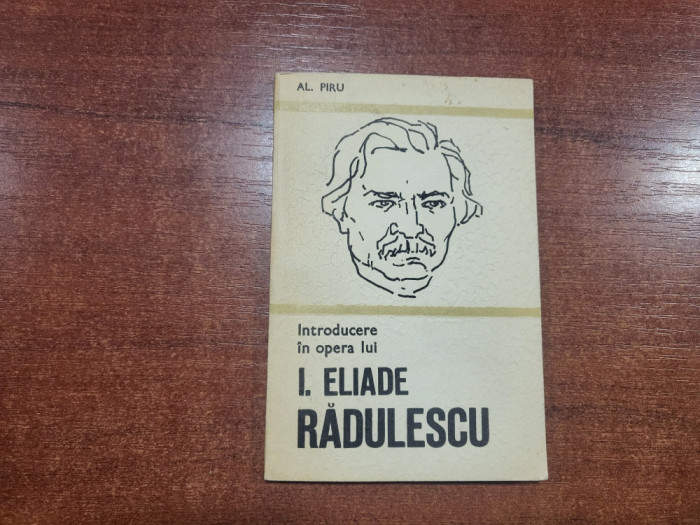 AL. PIRU
Introducere
în opera lui
I. ELIADE
RĂDULESCU